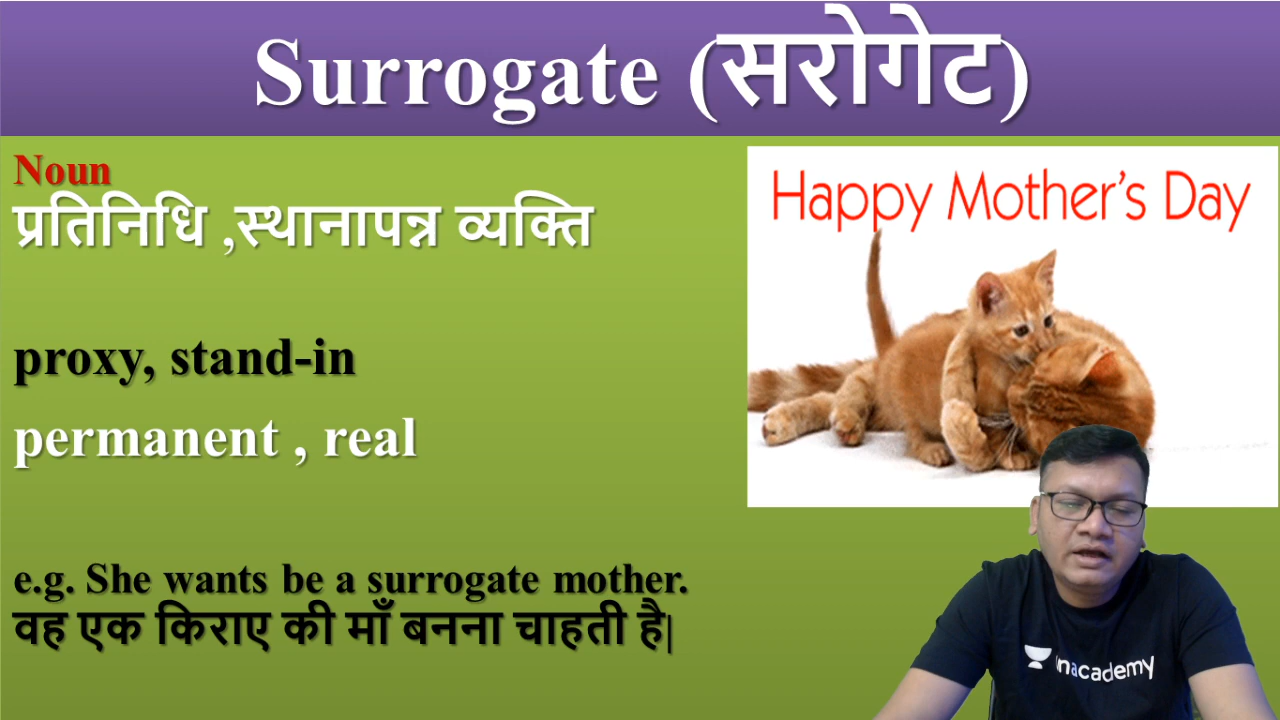 Surrogate (सरोगेट)
Noun
प्रतिनिधि ,स्थानापन्न व्यक्ति
Happy Mother's Day
proxy, stand-in
permanent , real
e.g. She wants be a surrogate mother.
वह एक किराए की माँ बनना चाहती है|
unacademy